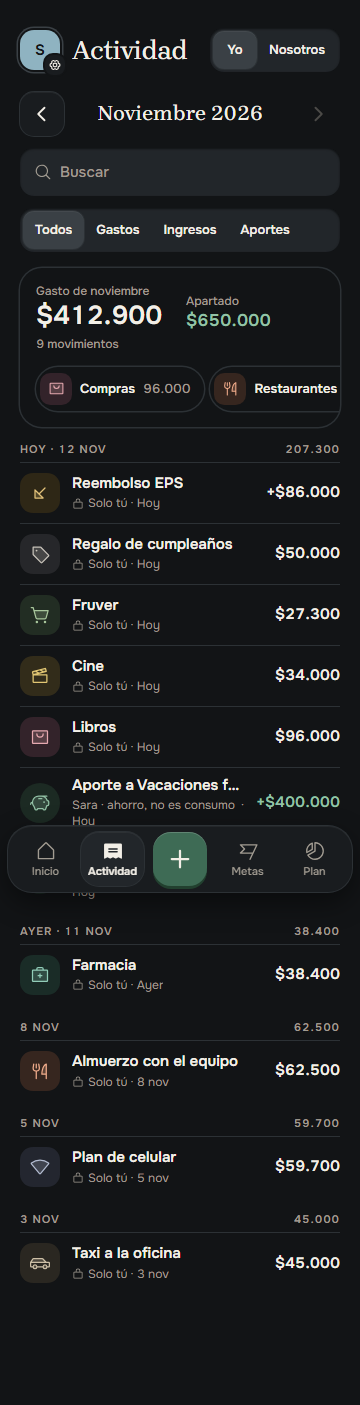 S
Actividad
Yo
Nosotros
Noviembre 2026
Buscar
Todos
Gastos
Ingresos
Aportes
Gasto de noviembre
$412.900
Apartado
$650.000
9 movimientos
Compras 96.000
Restaurantes
HOY · 12 NOV
207.300
Reembolso EPS
Solo tú · Hoy
+$86.000
Regalo de cumpleaños
Solo tú · Hoy
$50.000
Fruver
Solo tú · Hoy
$27.300
Cine
Solo tú · Hoy
$34.000
Libros
Solo tú · Hoy
$96.000
Aporte a Vacaciones f...
Sara · ahorro, no es consumo ·
Hoy
+$400.000
Inicio
Actividad
Metas
Plan
Hoy
AYER · 11 NOV
38.400
Farmacia
Solo tú · Ayer
$38.400
8 NOV
62.500
Almuerzo con el equipo
Solo tú · 8 nov
$62.500
5 NOV
59.700
Plan de celular
Solo tú · 5 nov
$59.700
3 NOV
45.000
Taxi a la oficina
Solo tú · 3 nov
$45.000